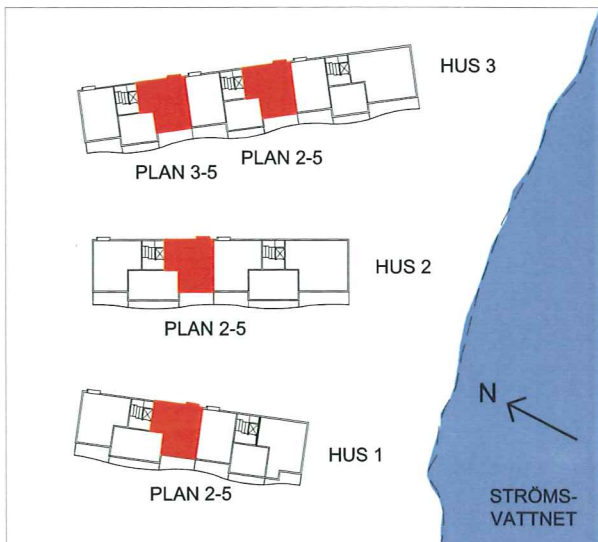 HUS 3
PLAN 3-5
PLAN 2-5
HUS 2
PLAN 2-5
N
HUS 1
PLAN 2-5
STRÖMS-
VATTNET